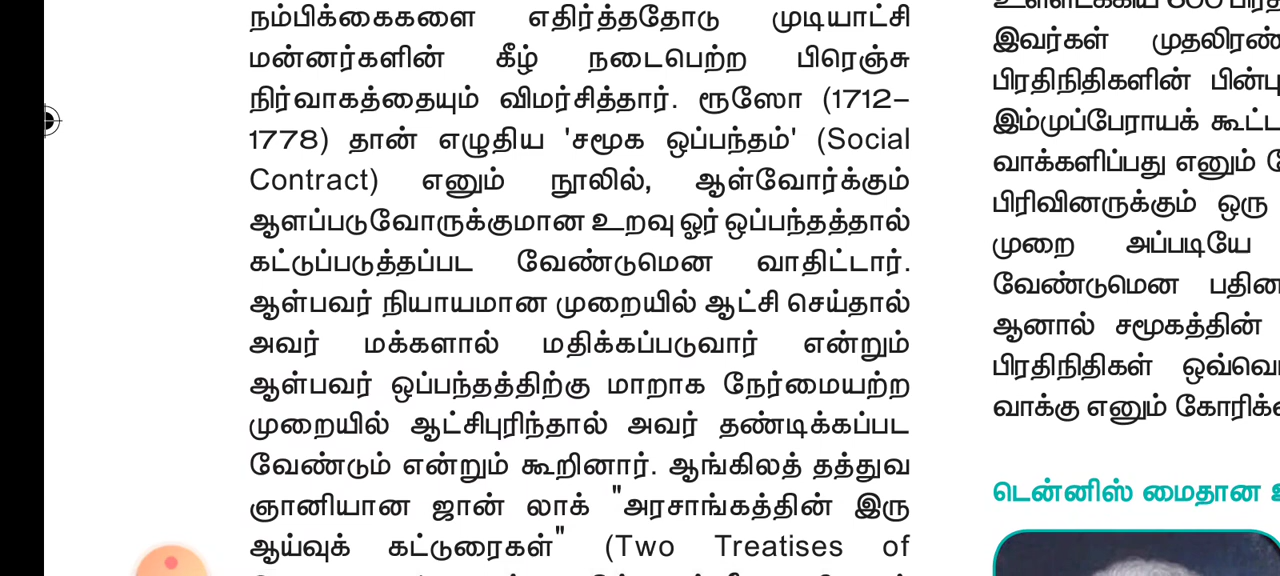 நம்பிக்கைகளை எதிர்த்ததோடு முடியாட்சி
மன்னர்களின் கீழ் நடைபெற்ற பிரெஞ்சு
நிர்வாகத்தையும் விமர்சித்தார். ரூஸோ (1712–
1778) தான் எழுதிய 'சமூக ஒப்பந்தம்' (Social
Contract) எனும் நூலில், ஆள்வோர்க்கும்
ஆளப்படுவோருக்குமான உறவு ஓர் ஒப்பந்தத்தால்
கட்டுப்படுத்தப்பட வேண்டுமென வாதிட்டார்.
ஆள்பவர் நியாயமான முறையில் ஆட்சி செய்தால்
அவர் மக்களால் மதிக்கப்படுவார் என்றும்
ஆள்பவர் ஒப்பந்தத்திற்கு மாறாக நேர்மையற்ற
முறையில் ஆட்சிபுரிந்தால் அவர் தண்டிக்கப்பட
வேண்டும் என்றும் கூறினார். ஆங்கிலத் தத்துவ
ஞானியான ஜான் லாக் "அரசாங்கத்தின் இரு
ஆய்வுக் கட்டுரைகள்" (Two Treatises of
இவர்கள்
பிரதிநிதிகளின்
இம்முப்பேராயக்
வாக்களிப்பது எனும்
பிரிவினருக்கும் ஒரு
முறை அப்படியே
வேண்டுமென
ஆனால் சமூகத்தின்
பிரதிநிதிகள்
வாக்கு எனும்
டென்னிஸ் மைதான